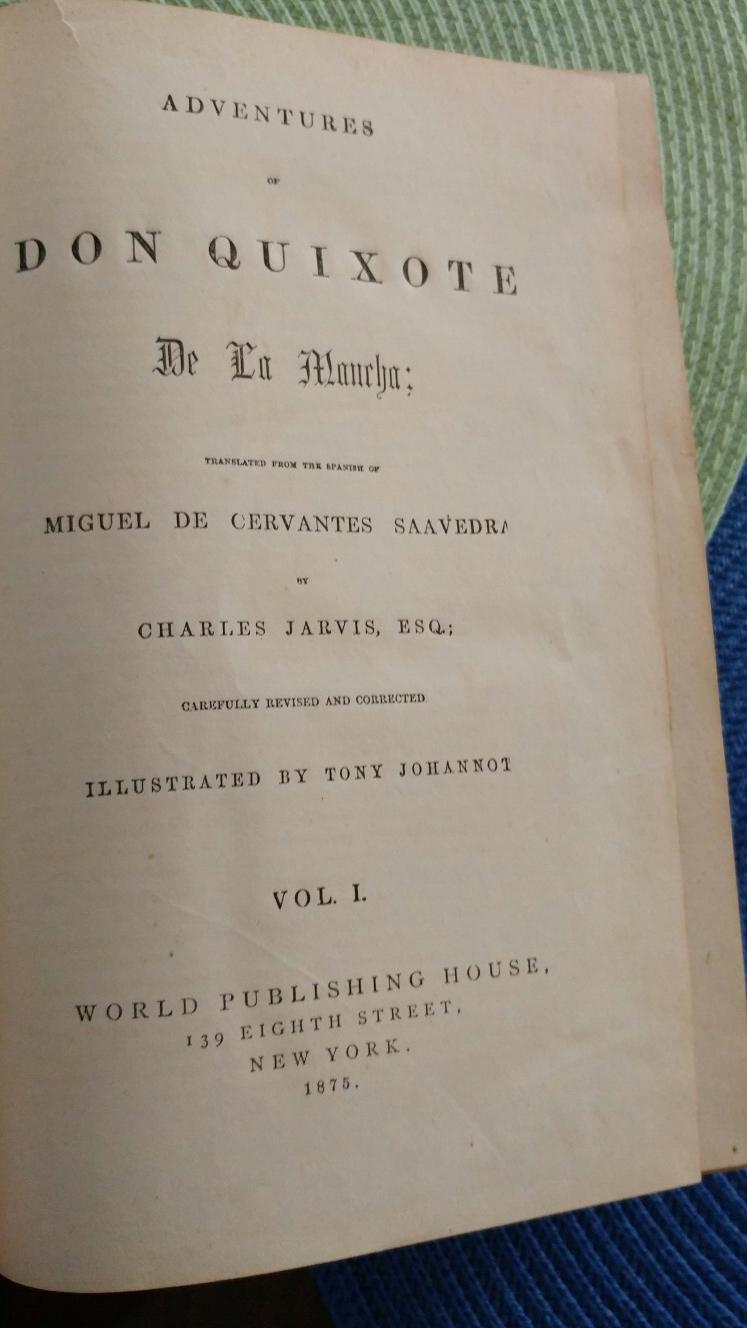 ADVENTURES
OF
DON QUIXOTE
De La Mancha;
TRANSLATED FROM THE SPANISH OF
MIGUEL DE CERVANTES SAAVEDRA
BY
CHARLES JARVIS, ESQ.;
CAREFULLY REVISED AND CORRECTED
ILLUSTRATED BY TONY JOHANNOT
VOL. I.
WORLD PUBLISHING HOUSE,
139 EIGHTH STREET,
NEW YORK.
1875.